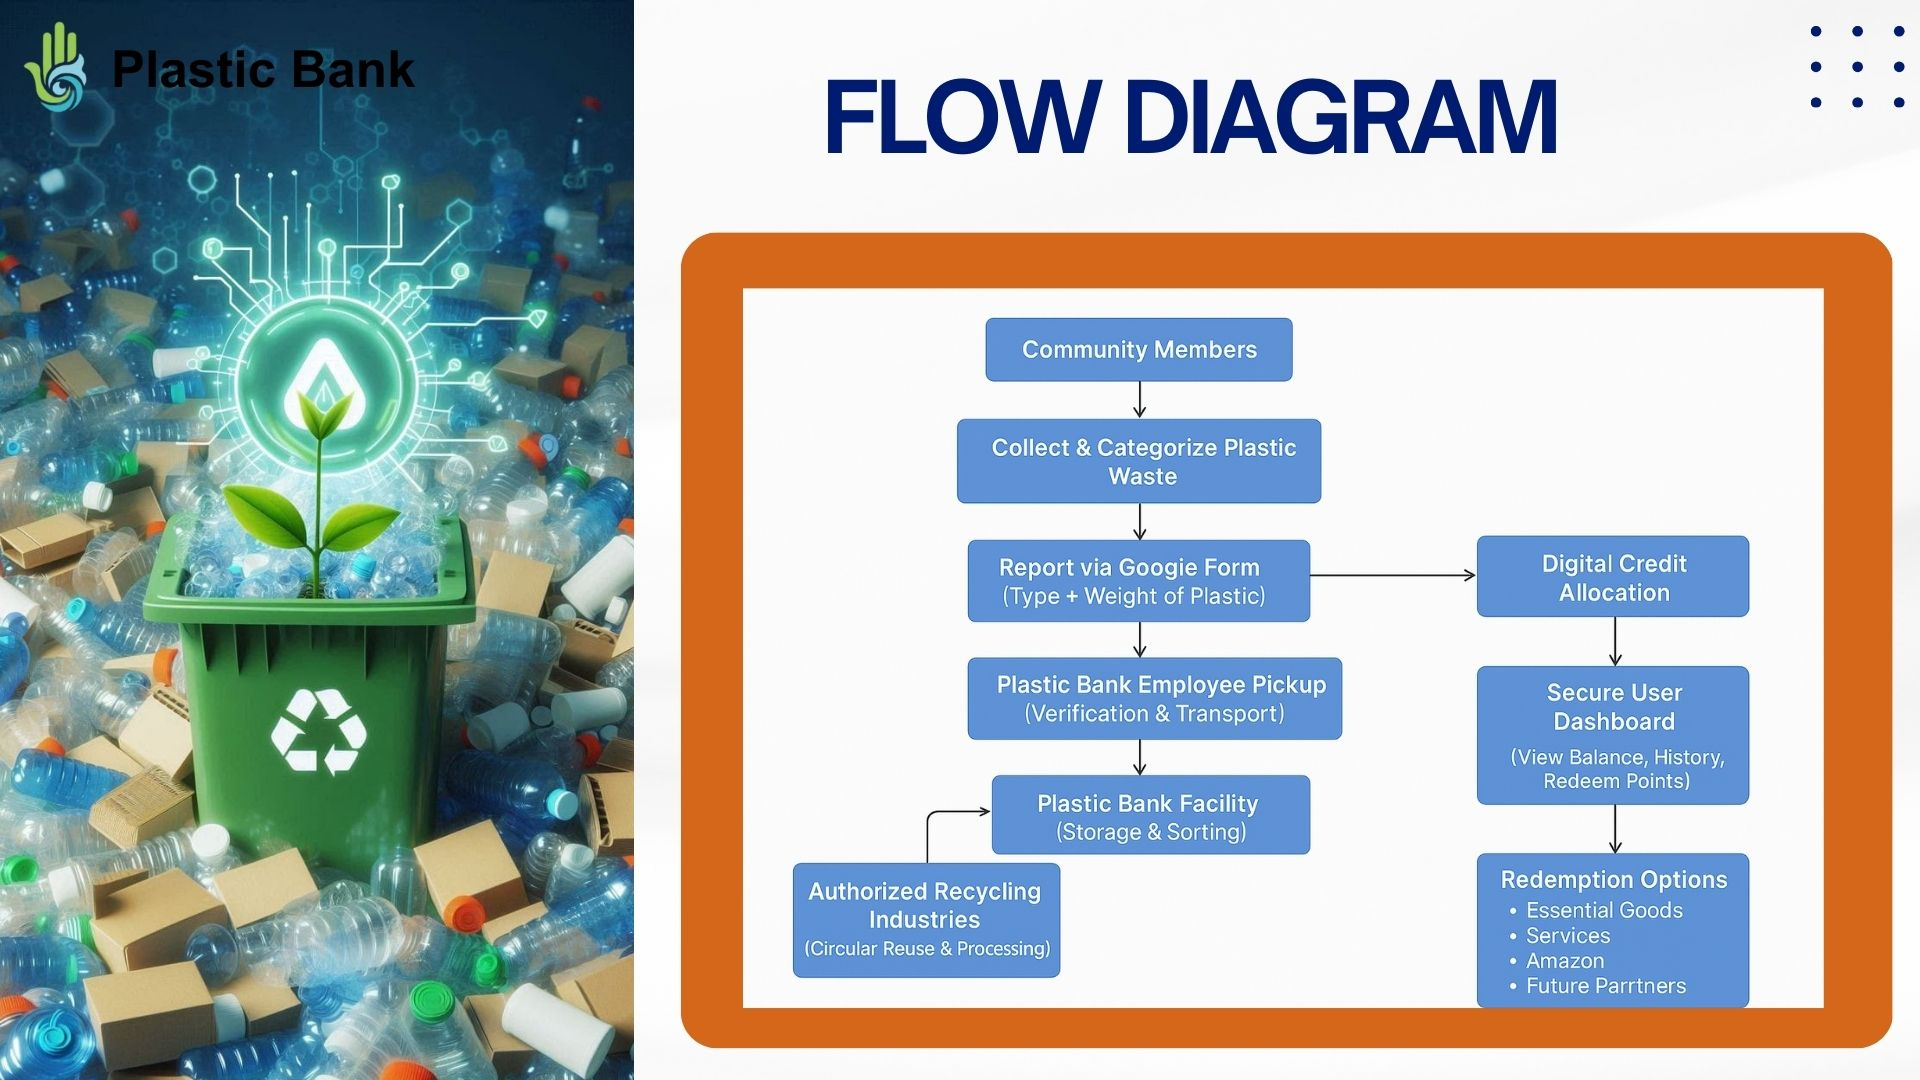 Plastic Bank
FLOW DIAGRAM
Community Members
Collect & Categorize Plastic
Waste
Report via Googie Form
(Type + Weight of Plastic)
Plastic Bank Employee Pickup
(Verification & Transport)
Plastic Bank Facility
(Storage & Sorting)
Authorized Recycling
Industries
(Circular Reuse & Processing)
Digital Credit
Allocation
Secure User
Dashboard
(View Balance, History,
Redeem Points)
Redemption Options
• Essential Goods
• Services
• Amazon
• Future Parrtners